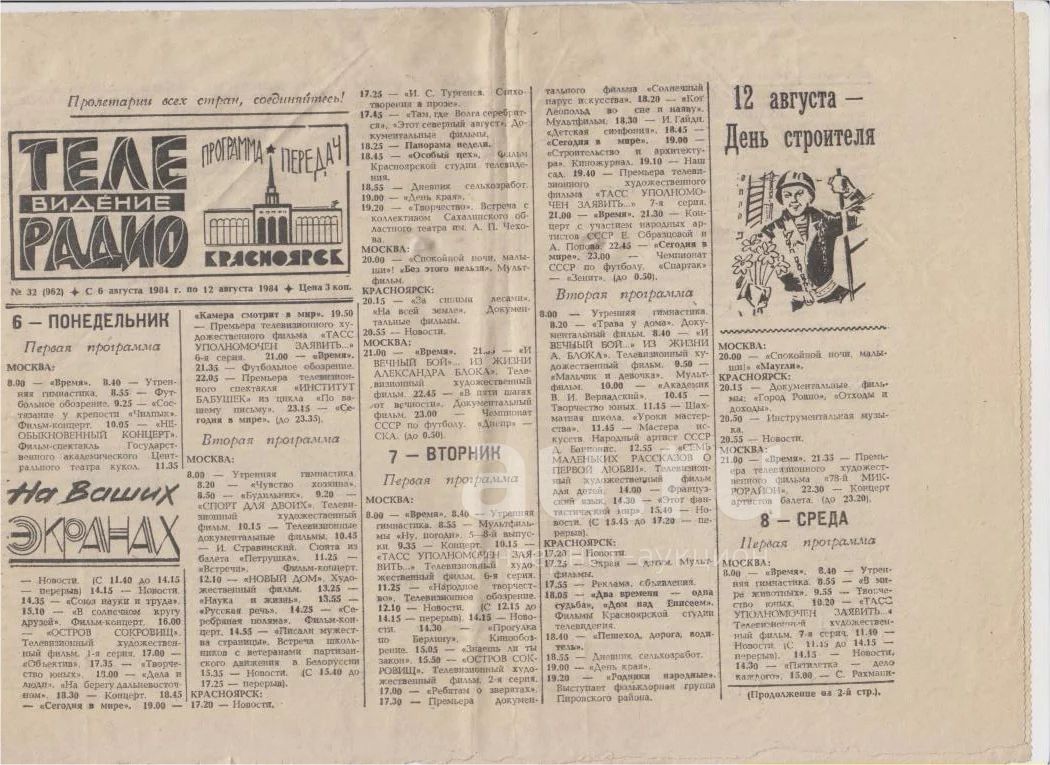 Пролетарии всех стран, соединяйтесь!
ТЕЛЕ
ВИДЕНИЕ
РАДИО
ПРОГРАММА ПЕРЕДАЧ
КРАСНОЯРСК
№ 32 (962) ✦ С 6 августа 1984 г. по 12 августа 1984 ✦ Цена 3 коп.
6 — ПОНЕДЕЛЬНИК
Первая программа
МОСКВА:
8.00 — «Время». 8.40 — Утрен-
няя гимнастика. 8.55 — Фут-
больное обозрение. 9.25 — «Сос-
тязание у крепости «Чилпык».
Фильм-концерт. 10.05 — «НЕ-
ОБЫКНОВЕННЫЙ КОНЦЕРТ».
Фильм-спектакль Государст-
венного академического Цент-
рального театра кукол. 11.35
На Ваших
ЭКРАНАХ
— Новости. (С 11.40 до 14.15
— перерыв) 14.15 — Новости.
14.35 — «Союз науки и труда».
15.10 — «В солнечном кругу
друзей». Фильм-концерт. 16.00
— «ОСТРОВ СОКРОВИЩ».
Телевизионный художествен-
ный фильм. 1-я серия. 17.00 —
«Объектив». 17.35 — «Творче-
ство юных». 18.00 — «Дела и
люди». «На берегу дальневосточ-
ном». 18.30 — Концерт. 18.45
— «Сегодня в мире». 19.00 —
«Камера смотрит в мир». 19.50
— Премьера телевизионного ху-
дожественного фильма «ТАСС
УПОЛНОМОЧЕН ЗАЯВИТЬ...»
6-я серия. 21.00 — «Время».
21.35 — Футбольное обозрение.
22.05 — Премьера телевизион-
ного спектакля «ИНСТИТУТ
БАБУШЕК» из цикла «По ва-
шему письму». 23.15 — «Се-
годня в мире». (до 23.35).
Вторая программа
МОСКВА:
8.00 — Утренняя гимнастика.
8.20 — «Чувство хозяина».
8.50 — «Будильник». 9.20 —
«СПОРТ ДЛЯ ДВОИХ». Телеви-
зионный художественный
фильм. 10.15 — Телевизионные
документальные фильмы. 10.45
— И. Стравинский. Сюита из
балета «Петрушка». 11.25 —
«Встречи». Фильм-концерт.
12.10 — «НОВЫЙ ДОМ». Худо-
жественный фильм. 13.25 —
«Наука и жизнь». 13.55 —
«Русская речь». 14.25 — «Се-
ребряная полка». Фильм-кон-
церт. 14.55 — «Писали мужест-
ва страницы». Встреча школь-
ников с ветеранами партизан-
ского движения в Белоруссии
15.35 — Новости. (С 15.40 до
17.25 — перерыв).
КРАСНОЯРСК:
17.20 — Новости.
17.25 — «И. С. Тургенев. Стихо-
творения в прозе».
17.45 — «Там, где Волга серебрит-
ся», «Этот северный август». До-
кументальные фильмы,
18.25 — Панорама недели.
18.45 — «Особый цех», фильм
Красноярской студии телевиде-
ния.
18.55 — Дневник сельхозработ.
19.00 — «День края».
19.20 — «Творчество». Встреча с
коллективом Сахалинского об-
ластного театра им. А. П. Чехо-
ва
МОСКВА:
20.00 — «Спокойной ночи, малы-
ши»! «Без этого нельзя». Мульт-
фильм.
КРАСНОЯРСК:
20.15 — «За синими лесами».
«На всей земле». Докумен-
тальные фильмы.
20.55 — Новости.
МОСКВА:
21.00 — «Время». — «И
ВЕЧНЫЙ БОЙ»... ИЗ ЖИЗНИ
АЛЕКСАНДРА БЛОКА». Теле-
визионный художественный
фильм. 22.45 — «В пяти шагах
от вечности». Документальный
фильм. 23.00 — Чемпионат
СССР по футболу. «Днепр» —
СКА. (до 0.50).
7 — ВТОРНИК
Первая программа
МОСКВА:
8.00 — «Время». 8.40 — Утренняя
гимнастика. 8.55 — Мультфиль-
мы «Ну, погоди». 5—8-й выпус-
ки. 9.35 — Концерт. 10.15 —
«ТАСС УПОЛНОМОЧЕН ЗАЯ-
ВИТЬ...» Телевизионный худо-
жественный фильм. 6-я серия.
11.25 — «Народное творчест-
во». Телевизионное обозрение.
12.10 — Новости. (С 12.15 до
14.15 — перерыв). 14.15 — Ново-
сти. 14.30 — «Прогулка
по Берлину». Кинообоз-
рение. 15.05 — «Знаешь ли ты
закон». 15.50 — «ОСТРОВ СОК-
РОВИЩ». Телевизионный худо-
жественный фильм. 2-я серия.
17.00 — «Ребятам о зверятах».
17.30 — Премьера докумен-
тального фильма «Солнечный
парус искусства». 18.20 — «Кот
Леопольд во сне и наяву».
Мультфильм. 18.30 — И. Гайдн.
«Детская симфония». 18.45 —
«Сегодня в мире». 19.00 —
«Строительство и архитекту-
ра». Киножурнал. 19.10 — Наш
сад. 19.40 — Премьера телеви-
зионного художественного
фильма «ТАСС УПОЛНОМО-
ЧЕН ЗАЯВИТЬ...» 7-я серия.
21.00 — «Время». 21.30 — Кон-
церт с участием народных ар-
тистов СССР Е. Образцовой и
А. Попова. 22.45 — «Сегодня в
мире». 23.00 — Чемпионат
СССР по футболу. «Спартак»
— «Зенит». (до 0.50).
Вторая программа
8.00 — Утренняя гимнастика.
8.20 — «Трава у дома». Доку-
ментальный фильм. 8.40 — «И
ВЕЧНЫЙ БОЙ...» ИЗ ЖИЗНИ
А. БЛОКА». Телевизионный ху-
дожественный фильм. 9.50 —
«Мальчик и девочка». Мульт-
фильм. 10.00 — «Академик
В. И. Вернадский». 10.45 —
Творчество юных. 11.15 — Шах-
матная школа. «Уроки мастер-
ства». 11.45 — Мастера ис-
кусств Народный артист СССР
Д. Банионис. 12.55 — «СЕМЬ
МАЛЕНЬКИХ РАССКАЗОВ О
ПЕРВОЙ ЛЮБВИ». Телевизион-
ный художественный фильм
для детей. 14.00 — Француз-
ский язык. 14.30 — «Этот фан-
тастический мир». 15.40 — Но-
вости. (С 15.45 до 17.20 — пе-
рерыв).
КРАСНОЯРСК:
17.20 — Новости.
17.25 — Экран — детям. Мульт-
фильмы.
17.55 — Реклама, объявления.
18.05 — «Два времени — одна
судьба», «Дом над Енисеем».
Фильмы Красноярской студии
телевидения.
18.40 — «Пешеход, дорога, води-
тель».
18.55 — Дневник сельхозработ.
19.00 — «День края».
19.20 — «Родники народные».
Выступает фольклорная группа
Пировского района.
12 августа —
День строителя
МОСКВА:
20.00 — «Спокойной ночи, малы-
ши!» «Маугли».
КРАСНОЯРСК:
20.15 — Документальные филь-
мы: «Город Ровно», «Отходы и
доходы».
20.50 — Инструментальная музы-
ка.
20.55 — Новости.
МОСКВА:
21.00 — «Время». 21.35 — Премь-
ера телевизионного художест-
венного фильма «78-й МИК-
РОРАЙОН». 22.30 — Концерт
артистов балета. (до 23.20).
8 — СРЕДА
Первая программа
МОСКВА:
8.00 — «Время». 8.40 — Утрен-
няя гимнастика. 8.55 — «В ми-
ре животных». 9.55 — Творче-
ство юных. 10.20 — «ТАСС
УПОЛНОМОЧЕН ЗАЯВИТЬ...»
Телевизионный художествен-
ный фильм. 7-я серия. 11.40 —
Новости. (С 11.45 до 14.15
— перерыв). 14.15 — Новости.
14.30 — «Пятилетка — дело
каждого». 15.00 — С. Рахмани-
(Продолжение на 2-й стр.).